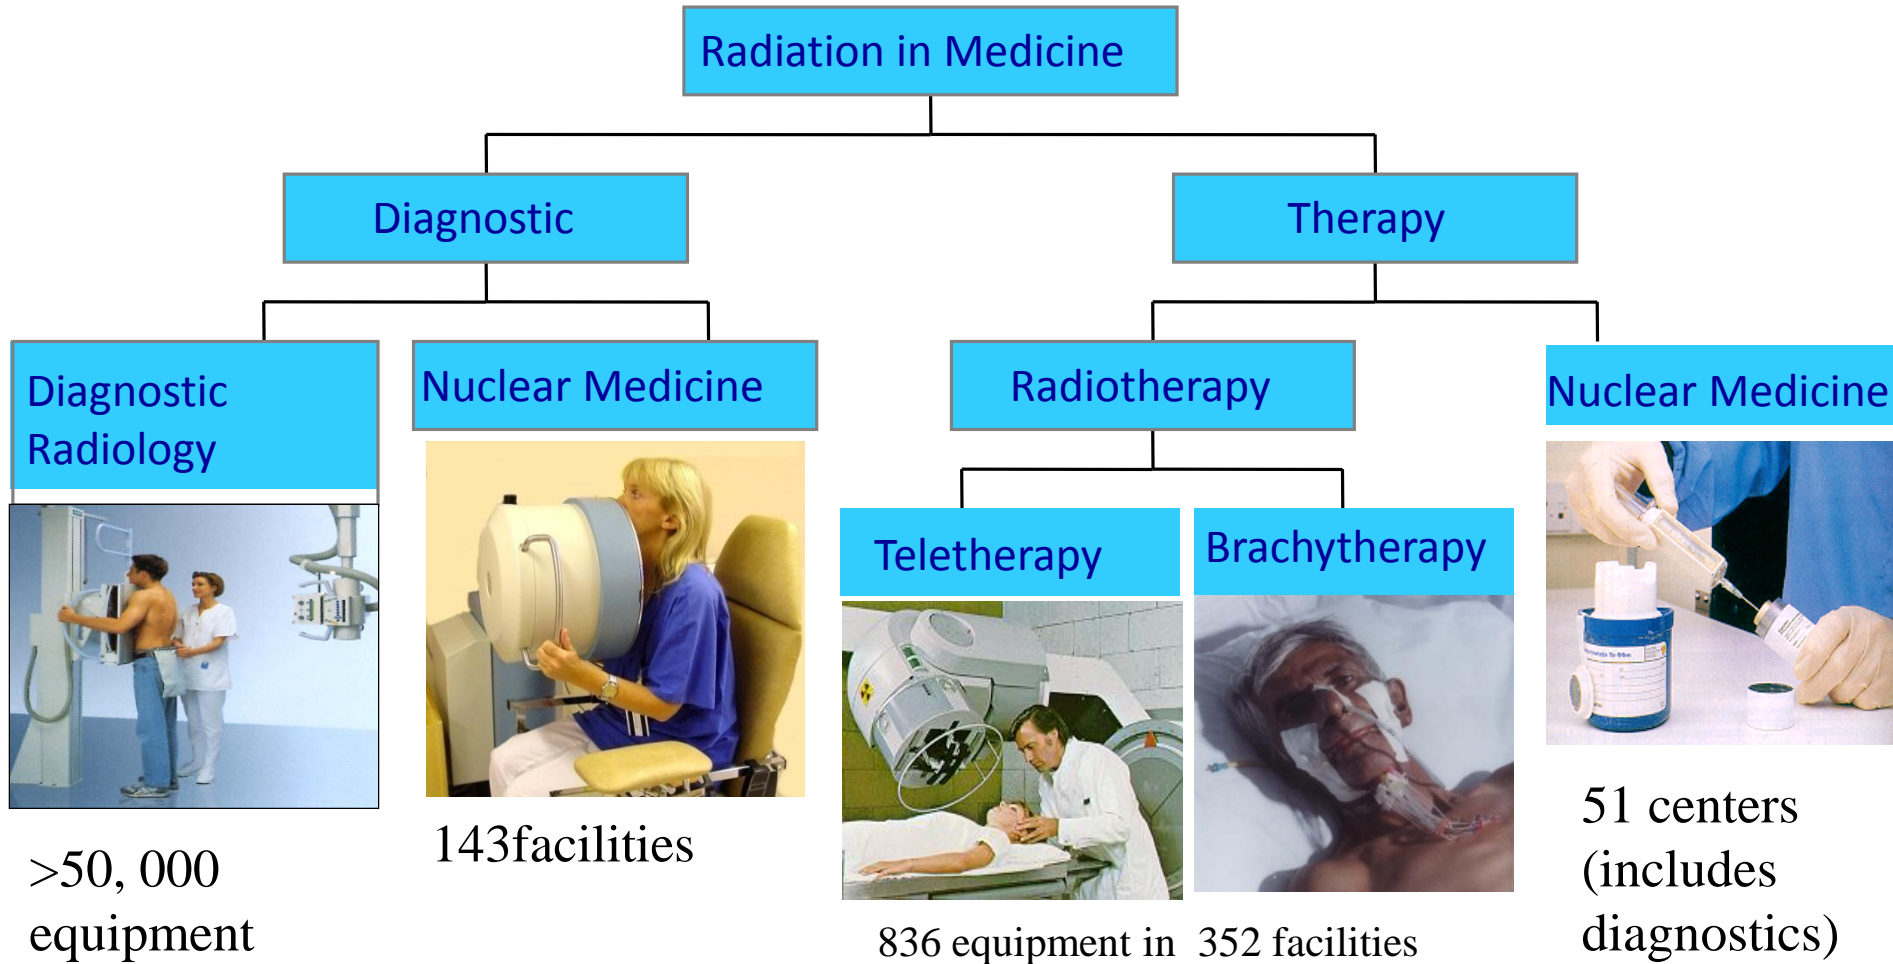 Radiation in Medicine
Diagnostic
Therapy
Diagnostic
Radiology
Nuclear Medicine
Radiotherapy
Nuclear Medicine
Teletherapy
Brachytherapy
>50, 000
equipment
143facilities
836 equipment in 352 facilities
51 centers
(includes
diagnostics)